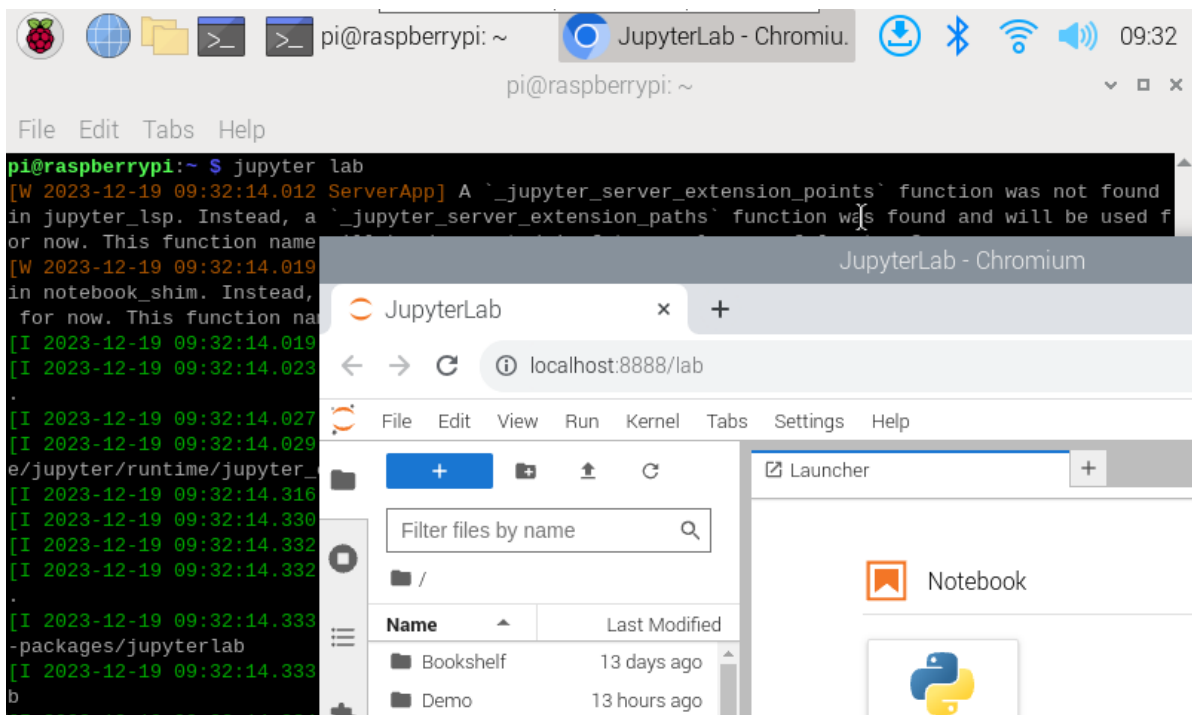 pi@raspberrypi: ~
JupyterLab - Chromiu.
09:32
pi@raspberrypi: ~
File Edit Tabs Help
pi@raspberrypi:~ $ jupyter lab
[W 2023-12-19 09:32:14.012 ServerApp] A `_jupyter_server_extension_points` function was not found
in jupyter_lsp. Instead, a `_jupyter_server_extension_paths` function was found and will be used f
or now. This function name
[W 2023-12-19 09:32:14.019
in notebook_shim. Instead,
for now. This function na
[I 2023-12-19 09:32:14.019
[I 2023-12-19 09:32:14.023
.
[I 2023-12-19 09:32:14.027
[I 2023-12-19 09:32:14.029
e/jupyter/runtime/jupyter_
[I 2023-12-19 09:32:14.316
[I 2023-12-19 09:32:14.330
[I 2023-12-19 09:32:14.332
[I 2023-12-19 09:32:14.332
.
[I 2023-12-19 09:32:14.333
-packages/jupyterlab
[I 2023-12-19 09:32:14.333
b
JupyterLab - Chromium
JupyterLab
localhost:8888/lab
File Edit View Run Kernel Tabs Settings Help
Launcher
Filter files by name
/
Name Last Modified
Bookshelf 13 days ago
Demo 13 hours ago
Notebook